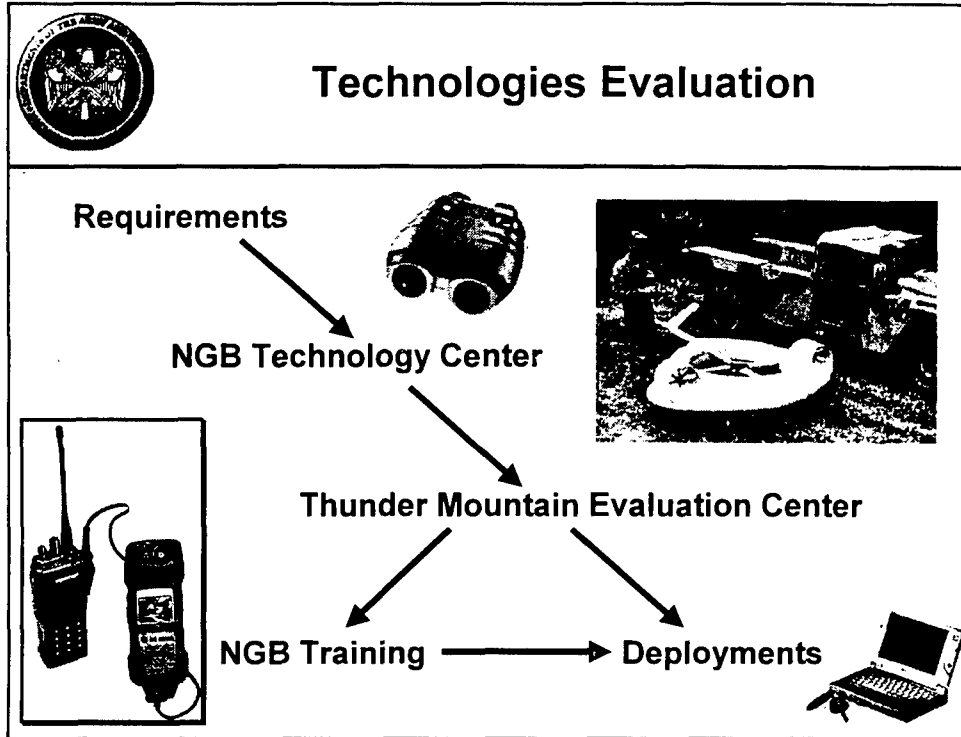 Technologies Evaluation
Requirements
NGB Technology Center
Thunder Mountain Evaluation Center
NGB Training
Deployments